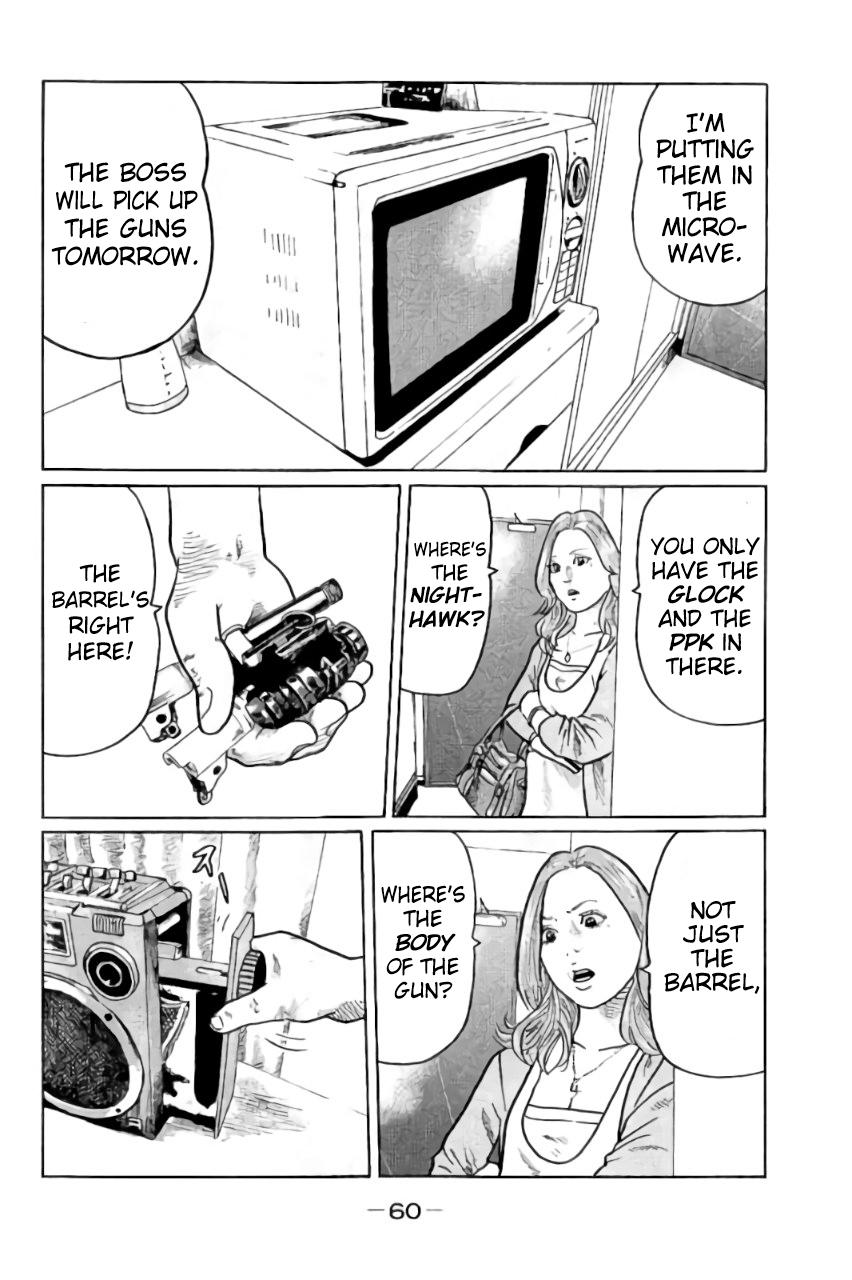 I'M
PUTTING
THEM IN
THE
MICRO-
WAVE.
THE BOSS
WILL PICK UP
THE GUNS
TOMORROW.
YOU ONLY
HAVE THE
GLOCK
AND THE
PPK IN
THERE.
WHERE'S
THE
NIGHT-
HAWK?
THE
BARREL'S
RIGHT
HERE!
NOT
JUST
THE
BARREL,
WHERE'S
THE
BODY
OF THE
GUN?
ズッ
—60—